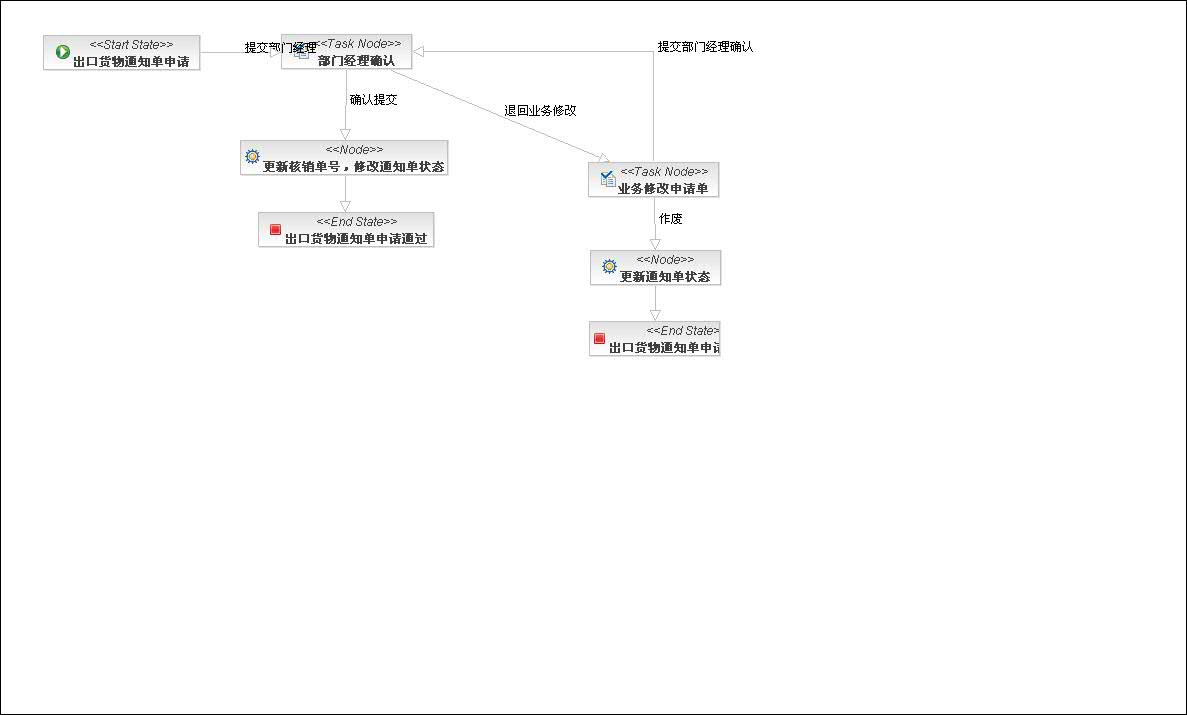 <<Start State>>
出口货物通知单申请
提交部门经理
<<Task Node>>
部门经理确认
提交部门经理确认
确认提交
退回业务修改
<<Node>>
更新核销单号，修改通知单状态
<<Task Node>>
业务修改申请单
<<End State>>
出口货物通知单申请通过
作废
<<Node>>
更新通知单状态
<<End State>
出口货物通知单申